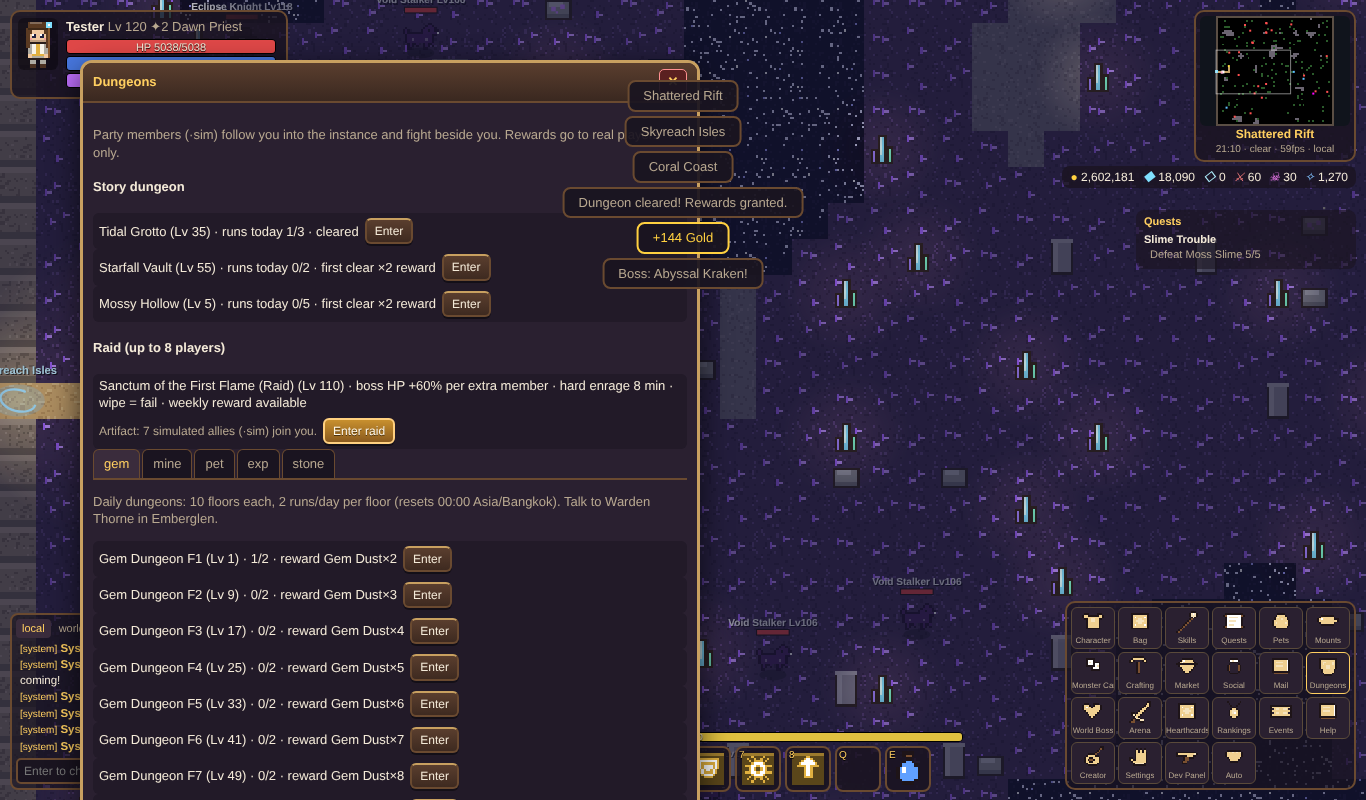 Eclipse Knight Lv118
Tester Lv 120 ✦2 Dawn Priest
HP 5038/5038
Dungeons
Party members (·sim) follow you into the instance and fight beside you. Rewards go to real
only.
Story dungeon
Tidal Grotto (Lv 35) · runs today 1/3 · cleared Enter
Starfall Vault (Lv 55) · runs today 0/2 · first clear ×2 reward Enter
Mossy Hollow (Lv 5) · runs today 0/5 · first clear ×2 reward Enter
Raid (up to 8 players)
Sanctum of the First Flame (Raid) (Lv 110) · boss HP +60% per extra member · hard enrage 8 min ·
wipe = fail · weekly reward available
Artifact: 7 simulated allies (·sim) join you. Enter raid
gem mine pet exp stone
Daily dungeons: 10 floors each, 2 runs/day per floor (resets 00:00 Asia/Bangkok). Talk to Warden
Thorne in Emberglen.
Gem Dungeon F1 (Lv 1) · 1/2 · reward Gem Dust×2 Enter
Gem Dungeon F2 (Lv 9) · 0/2 · reward Gem Dust×3 Enter
Gem Dungeon F3 (Lv 17) · 0/2 · reward Gem Dust×4 Enter
Gem Dungeon F4 (Lv 25) · 0/2 · reward Gem Dust×5 Enter
Gem Dungeon F5 (Lv 33) · 0/2 · reward Gem Dust×6 Enter
Gem Dungeon F6 (Lv 41) · 0/2 · reward Gem Dust×7 Enter
Gem Dungeon F7 (Lv 49) · 0/2 · reward Gem Dust×8 Enter
Shattered Rift
Skyreach Isles
Coral Coast
Dungeon cleared! Rewards granted.
+144 Gold
Boss: Abyssal Kraken!
Shattered Rift
21:10 · clear · 59fps · local
2,602,181 18,090 0 60 30 1,270
Quests
Slime Trouble
Defeat Moss Slime 5/5
reach Isles
Void Stalker Lv106
Void Stalker Lv106
local
[system] Sys
[system] Sys
coming!
[system] Sys
[system] Sys
[system] Sys
[system] Sys
Enter to ch
7 8 Q E
Character Bag Skills Quests Pets Mounts
Monster Ca Crafting Market Social Mail Dungeons
World Boss Arena Hearthcards Rankings Events Help
Creator Settings Dev Panel Auto